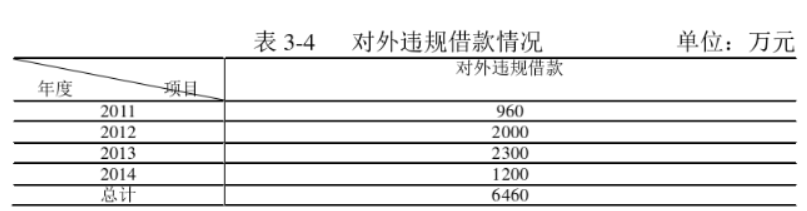 表 3-4 对外违规借款情况 单位：万元
项目 对外违规借款
年度
2011 960
2012 2000
2013 2300
2014 1200
总计 6460